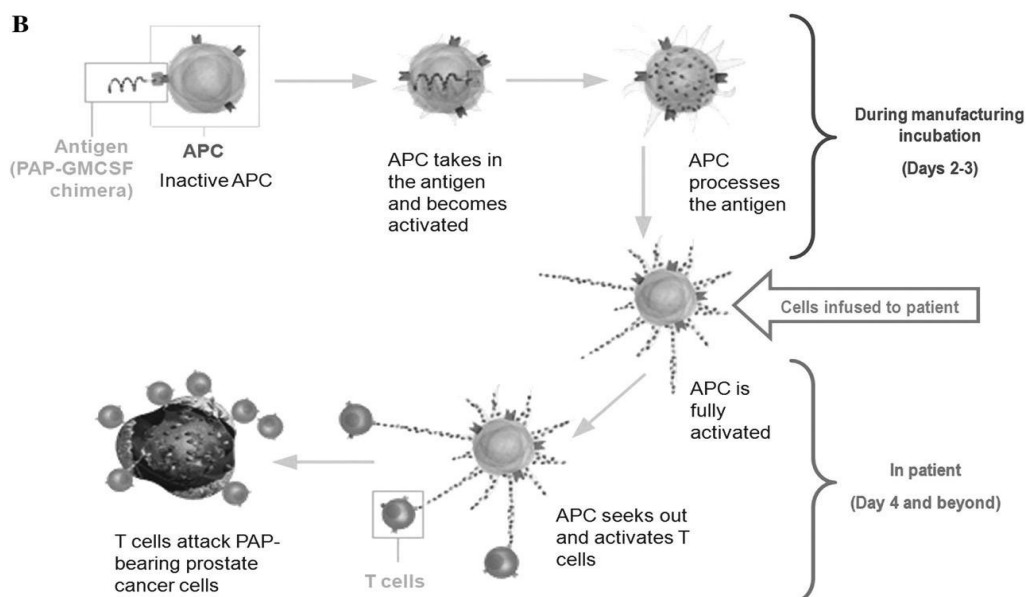 B
Antigen
(PAP-GMCSF
chimera)
APC
Inactive APC
APC takes in
the antigen
and becomes
activated
APC
processes
the antigen
During manufacturing
incubation
(Days 2-3)
Cells infused to patient
APC is
fully
activated
In patient
(Day 4 and beyond)
APC seeks out
and activates T
cells
T cells
T cells attack PAP-
bearing prostate
cancer cells